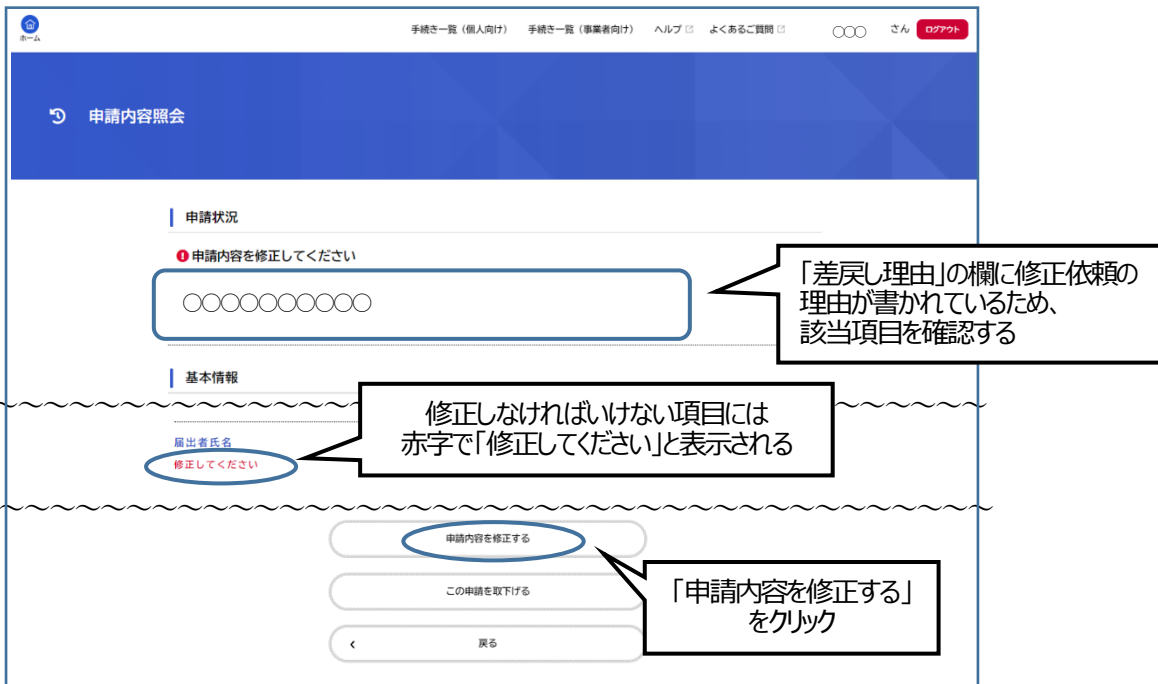 ホーム
手続き一覧（個人向け） 手続き一覧（事業者向け） ヘルプ よくあるご質問 ○○○ さん ログアウト
申請内容照会
申請状況
申請内容を修正してください
○○○○○○○○○○
「差戻し理由」の欄に修正依頼の
理由が書かれているため、
該当項目を確認する
基本情報
修正しなければいけない項目には
赤字で「修正してください」と表示される
届出者氏名
修正してください
申請内容を修正する
この申請を取下げる
「申請内容を修正する」
をクリック
戻る